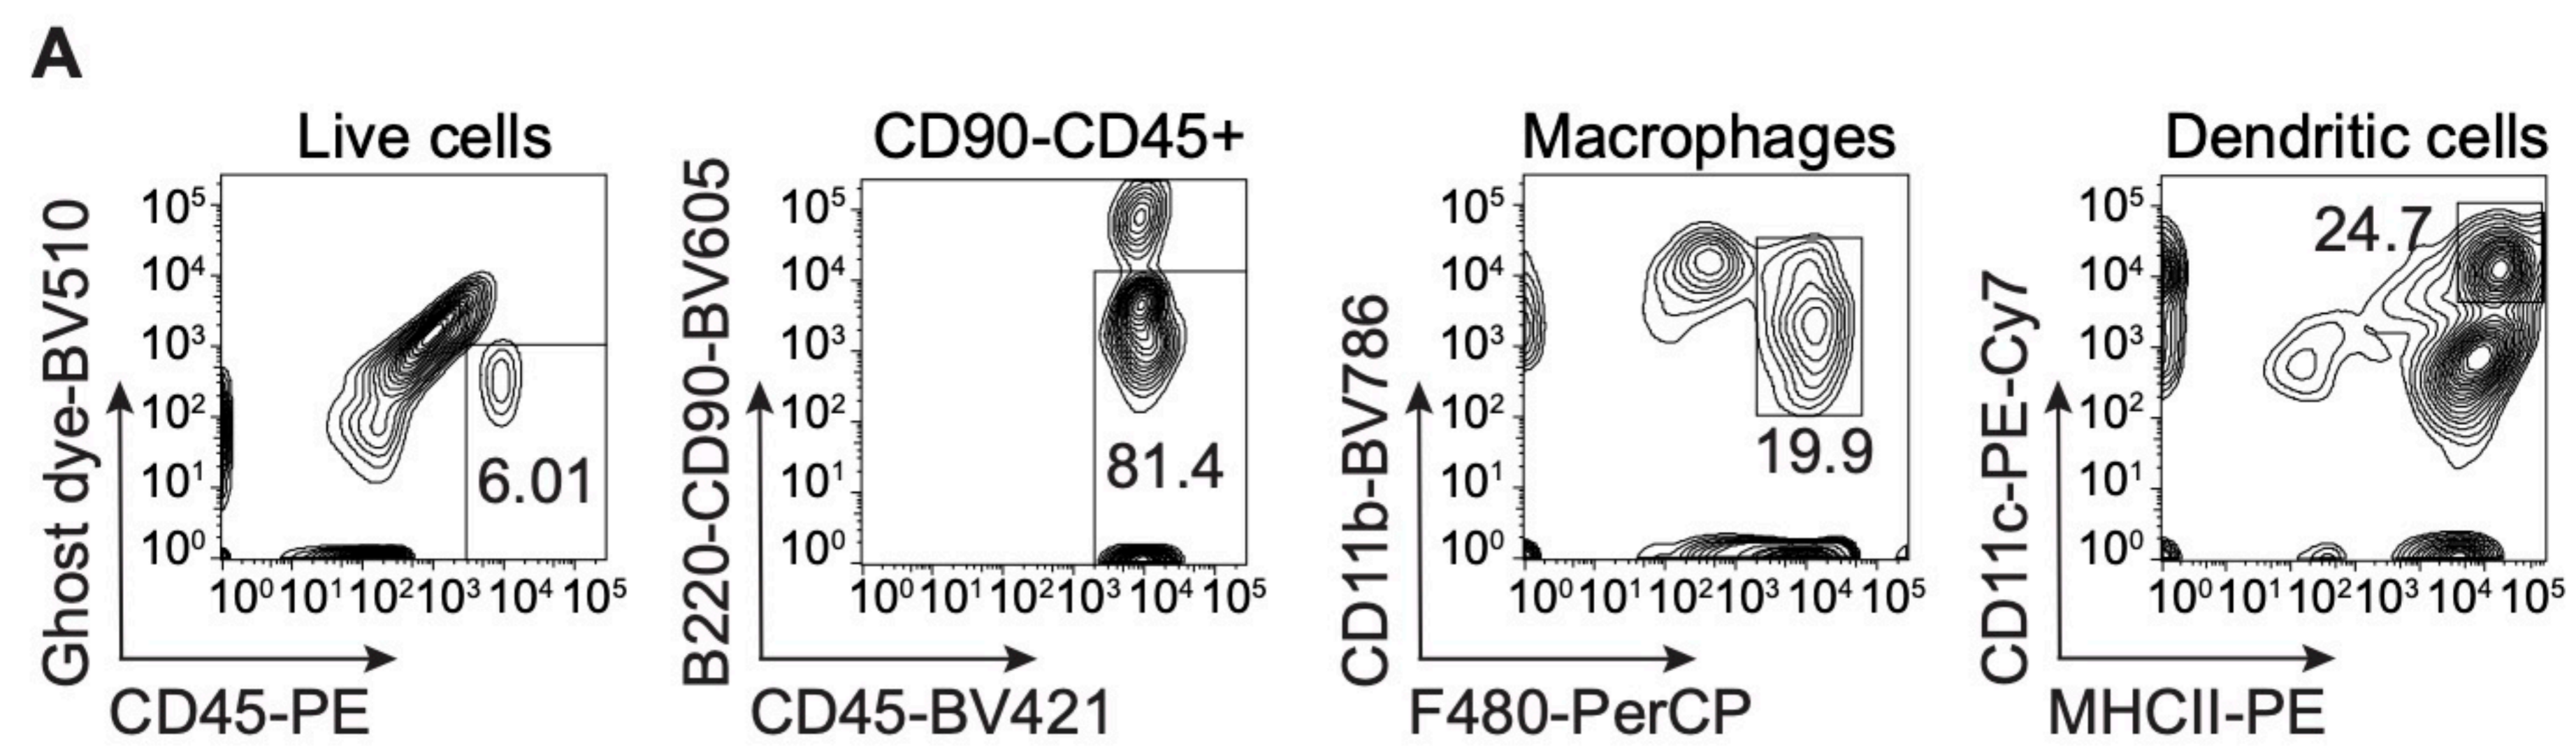 A
Live cells
Ghost dye-BV510
10⁵
10⁴
10³
10²
10¹
10⁰
6.01
10⁰ 10¹ 10² 10³ 10⁴ 10⁵
CD45-PE
CD90-CD45+
B220-CD90-BV605
10⁵
10⁴
10³
10²
10¹
10⁰
81.4
10⁰ 10¹ 10² 10³ 10⁴ 10⁵
CD45-BV421
Macrophages
CD11b-BV786
10⁵
10⁴
10³
10²
10¹
10⁰
19.9
10⁰ 10¹ 10² 10³ 10⁴ 10⁵
F480-PerCP
Dendritic cells
CD11c-PE-Cy7
10⁵
10⁴
10³
10²
10¹
10⁰
24.7
10⁰ 10¹ 10² 10³ 10⁴ 10⁵
MHCII-PE